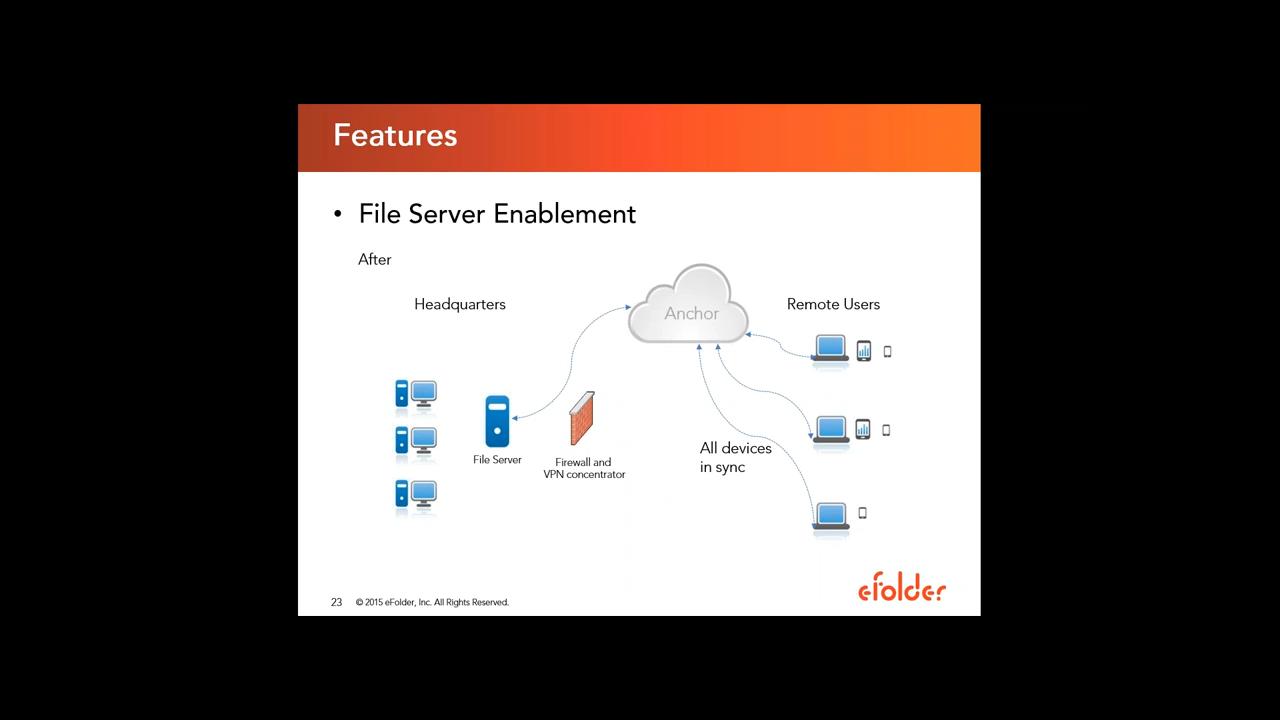 Features
• File Server Enablement
After
Headquarters
Anchor
Remote Users
File Server
Firewall and
VPN concentrator
All devices
in sync
eFolder
23 © 2015 eFolder, Inc. All Rights Reserved.